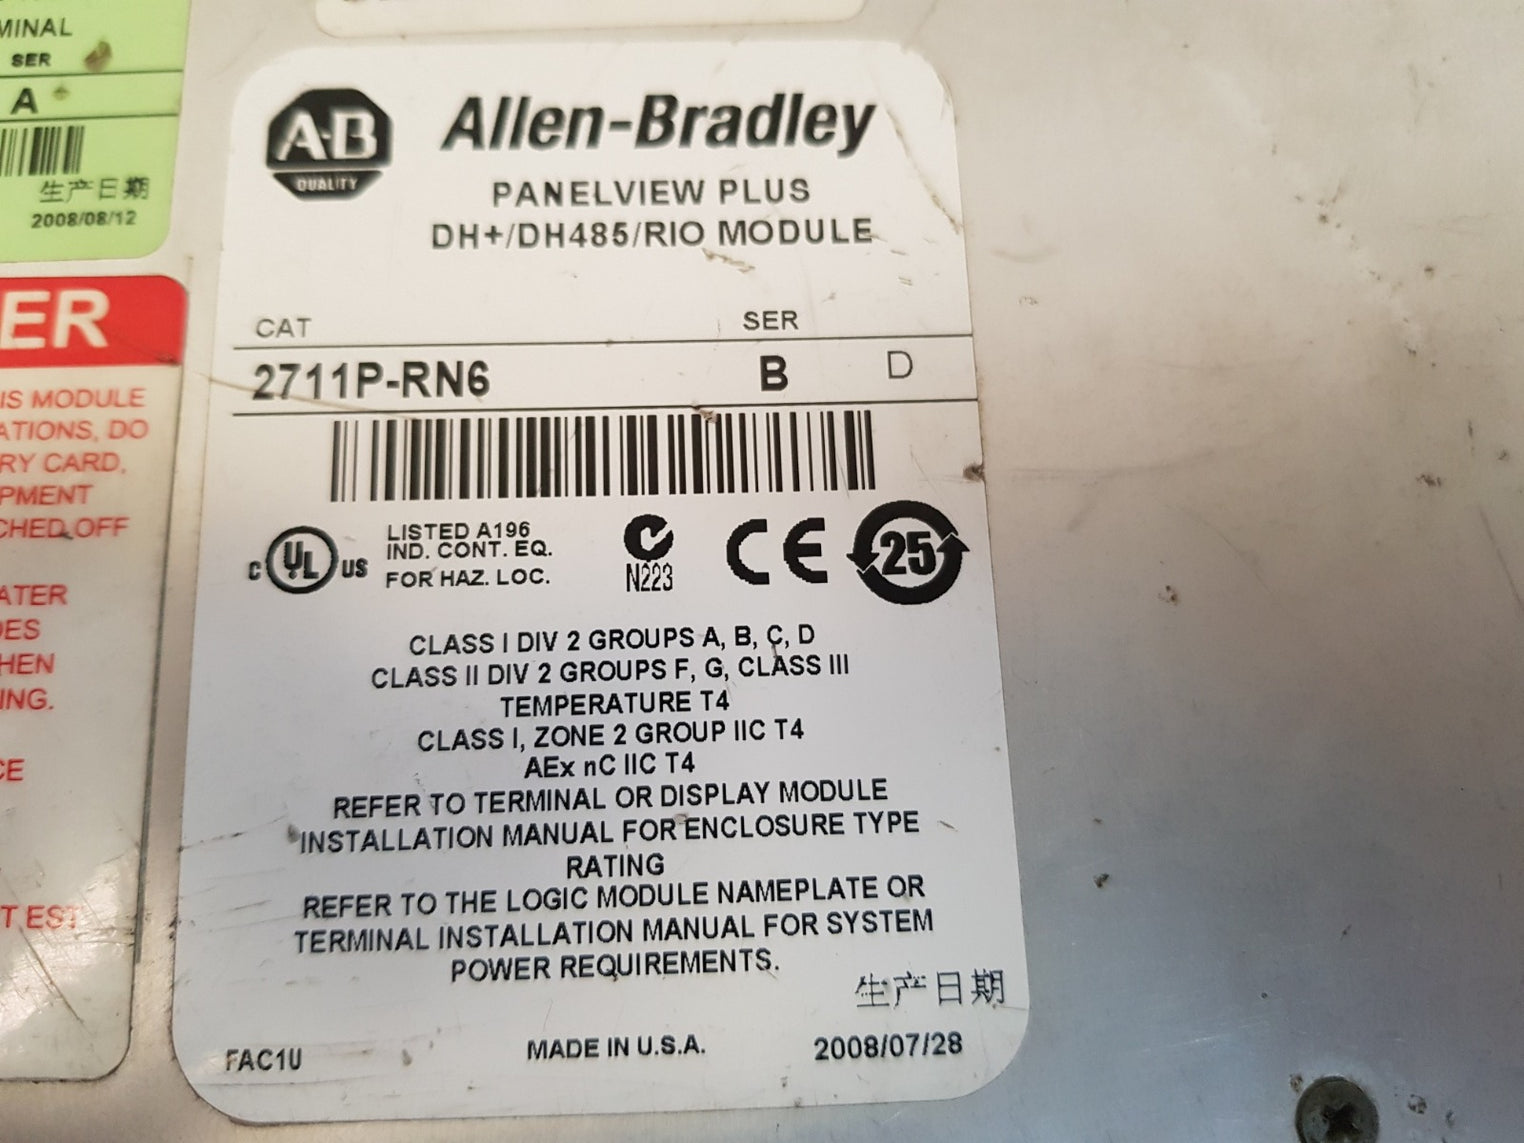 MINAL
SER
A
生产日期
2008/08/12
ER
IS MODULE
ATIONS, DO
RY CARD,
PMENT
CHED OFF
ATER
DES
HEN
ING.
CE
T EST
A-B
QUALITY
Allen-Bradley
PANELVIEW PLUS
DH+/DH485/RIO MODULE
CAT SER
2711P-RN6 B D
C UL US
LISTED A196
IND. CONT. EQ.
FOR HAZ. LOC.
N223
CE
25
CLASS I DIV 2 GROUPS A, B, C, D
CLASS II DIV 2 GROUPS F, G, CLASS III
TEMPERATURE T4
CLASS I, ZONE 2 GROUP IIC T4
AEx nC IIC T4
REFER TO TERMINAL OR DISPLAY MODULE
INSTALLATION MANUAL FOR ENCLOSURE TYPE
RATING
REFER TO THE LOGIC MODULE NAMEPLATE OR
TERMINAL INSTALLATION MANUAL FOR SYSTEM
POWER REQUIREMENTS.
生产日期
FAC1U MADE IN U.S.A. 2008/07/28